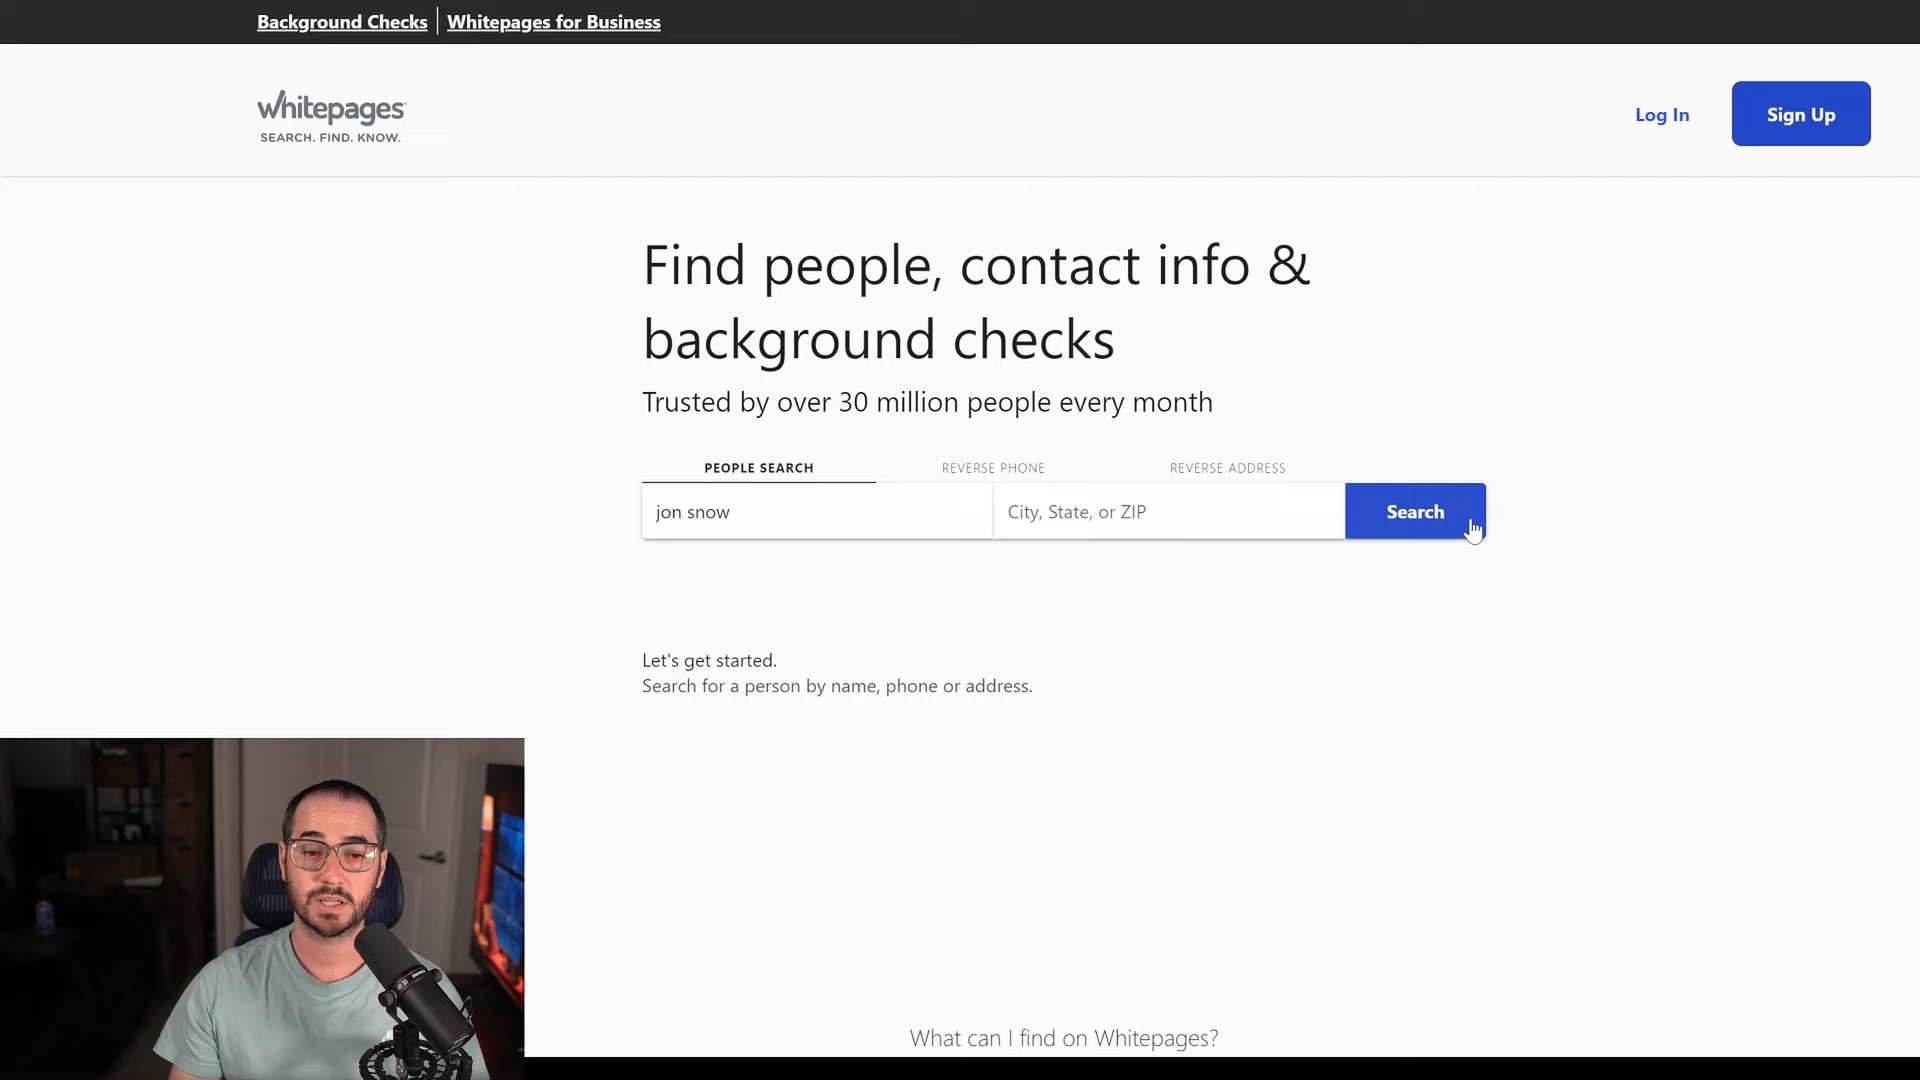 Background Checks | Whitepages for Business
whitepages
SEARCH. FIND. KNOW.
Log In
Sign Up
Find people, contact info &
background checks
Trusted by over 30 million people every month
PEOPLE SEARCH
REVERSE PHONE
REVERSE ADDRESS
jon snow
City, State, or ZIP
Search
Let's get started.
Search for a person by name, phone or address.
What can I find on Whitepages?